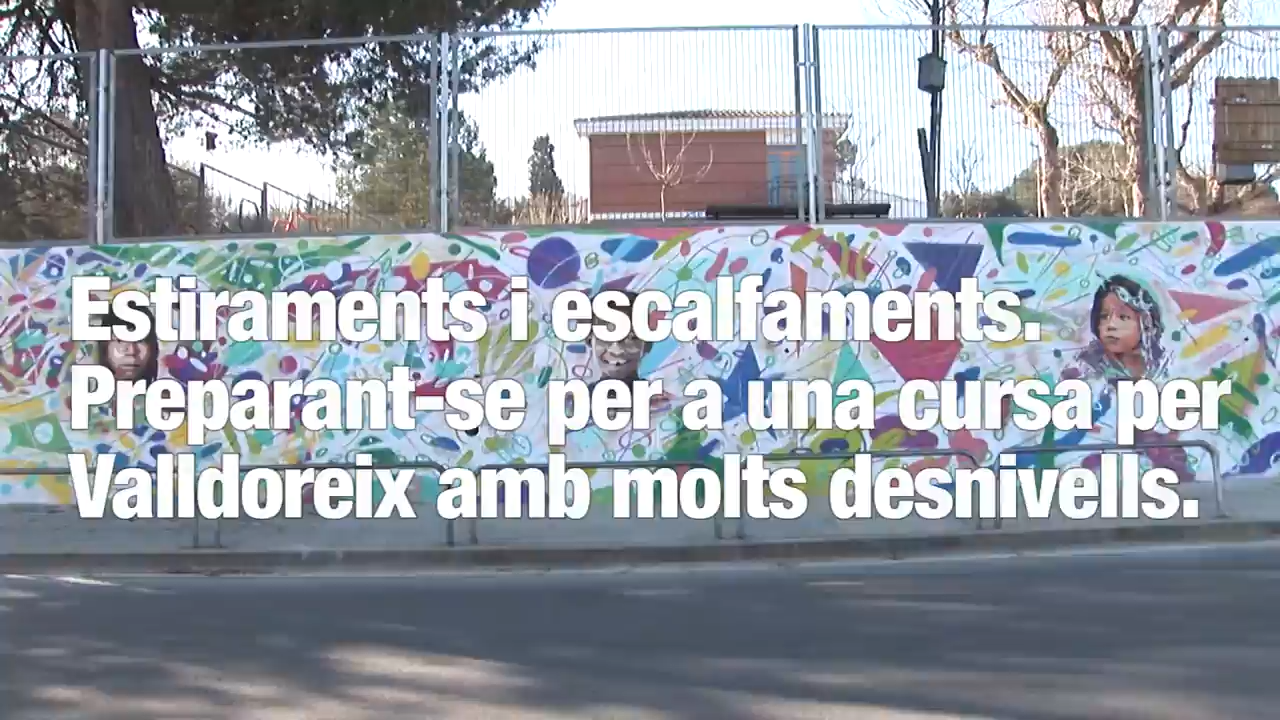 Estiraments i escalfaments.
Preparant-se per a una cursa per
Valldoreix amb molts desnivells.